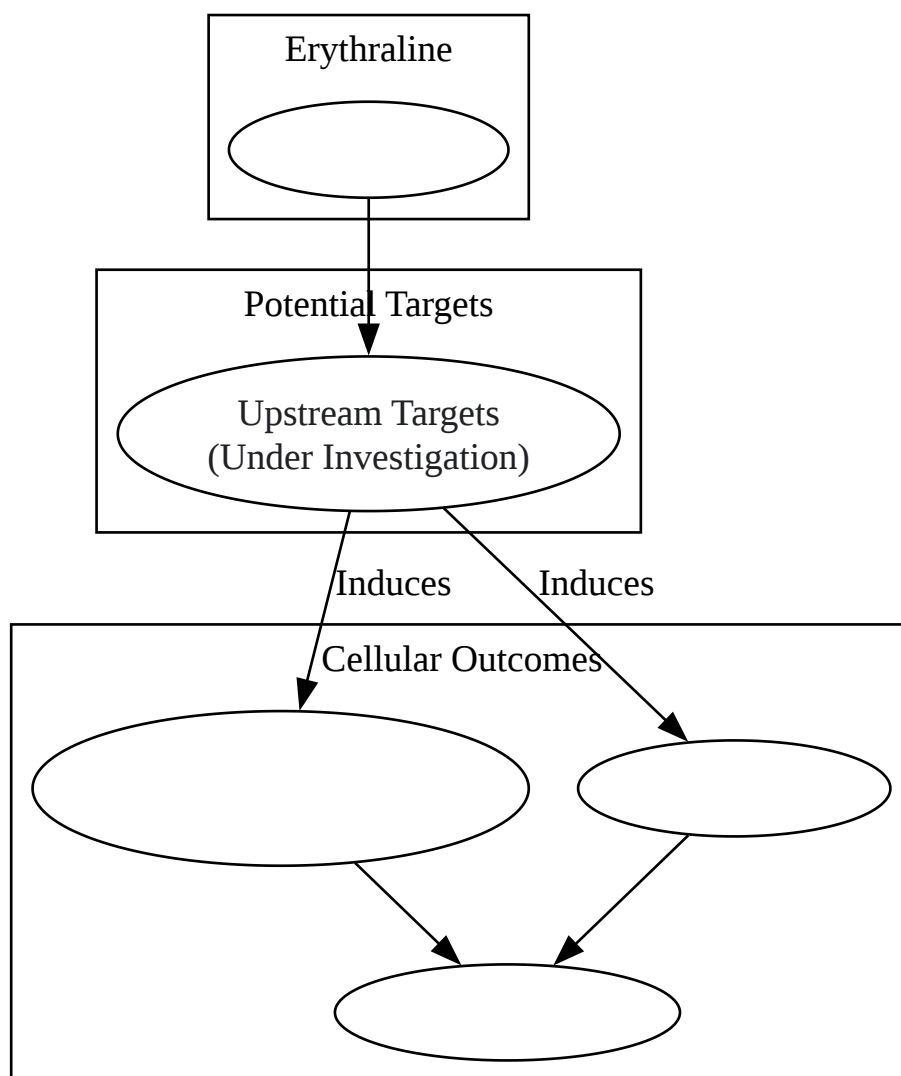 Erythraline
Potential Targets
Upstream Targets
(Under Investigation)
Induces
Induces
Cellular Outcomes